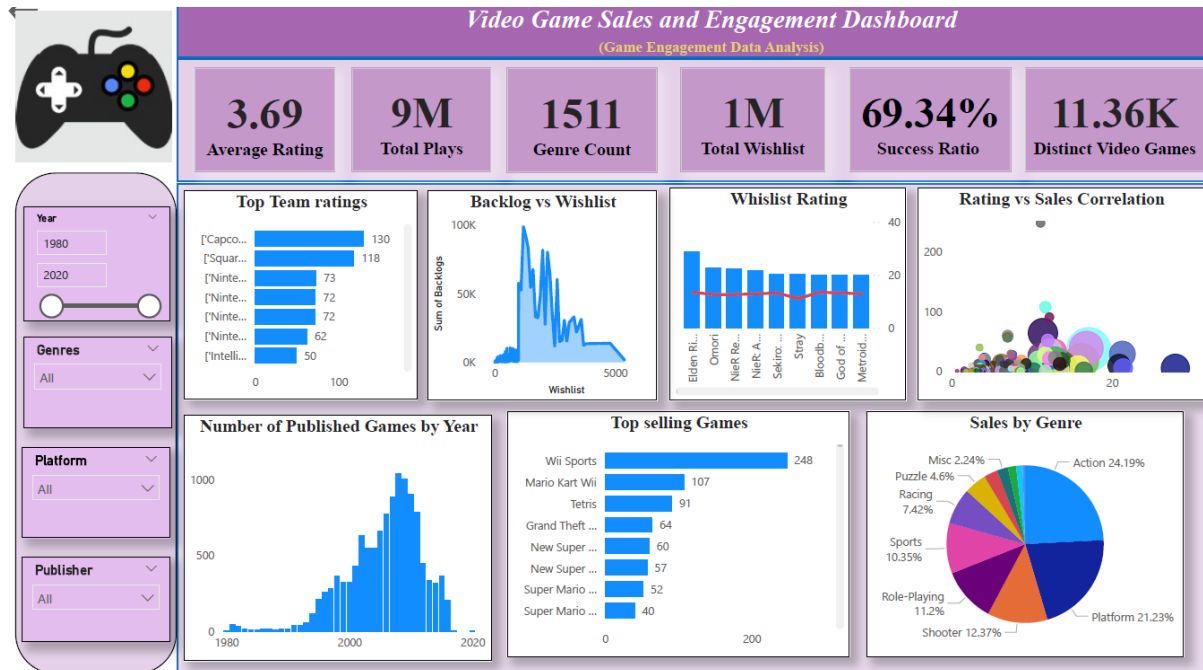 Video Game Sales and Engagement Dashboard
(Game Engagement Data Analysis)
3.69
Average Rating
9M
Total Plays
1511
Genre Count
1M
Total Wishlist
69.34%
Success Ratio
11.36K
Distinct Video Games
Year
1980
2020
Genres
All
Platform
All
Publisher
All
Top Team ratings
['Capco... 130
['Squar... 118
['Ninte... 73
['Ninte... 72
['Ninte... 72
['Ninte... 62
['Intelli... 50
0 100
Backlog vs Wishlist
Sum of Backlogs
100K
50K
0K
0 5000
Wishlist
Whislist Rating
40
20
0
Elden Ri...
Omori
NieR Re...
NieR: A...
Sekiro: ...
Stray
Bloodb...
God of ...
Metroid...
Rating vs Sales Correlation
200
100
0
0 20
Number of Published Games by Year
1000
500
0
1980 2000 2020
Top selling Games
Wii Sports 248
Mario Kart Wii 107
Tetris 91
Grand Theft ... 64
New Super ... 60
New Super ... 57
Super Mario ... 52
Super Mario ... 40
0 200
Sales by Genre
Action 24.19%
Platform 21.23%
Shooter 12.37%
Role-Playing
11.2%
Sports
10.35%
Racing
7.42%
Puzzle 4.6%
Misc 2.24%